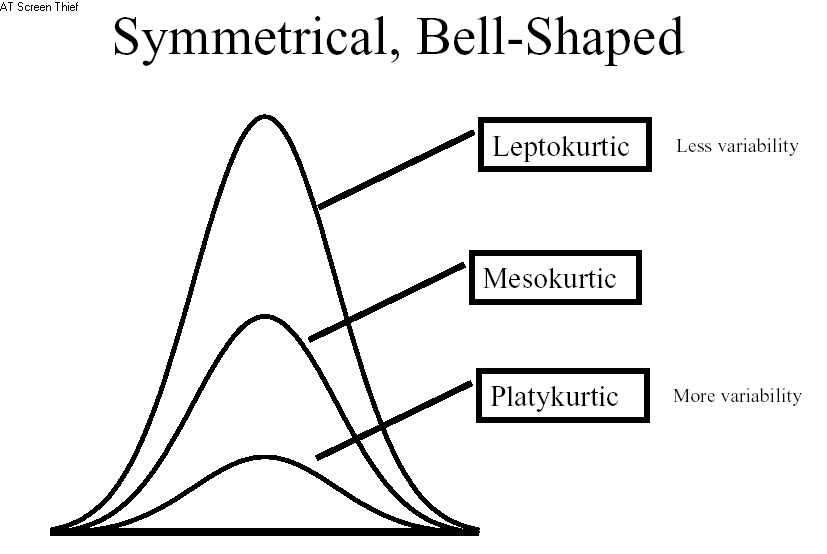 AT Screen Thief
Symmetrical, Bell-Shaped
Leptokurtic
Less variability
Mesokurtic
Platykurtic
More variability